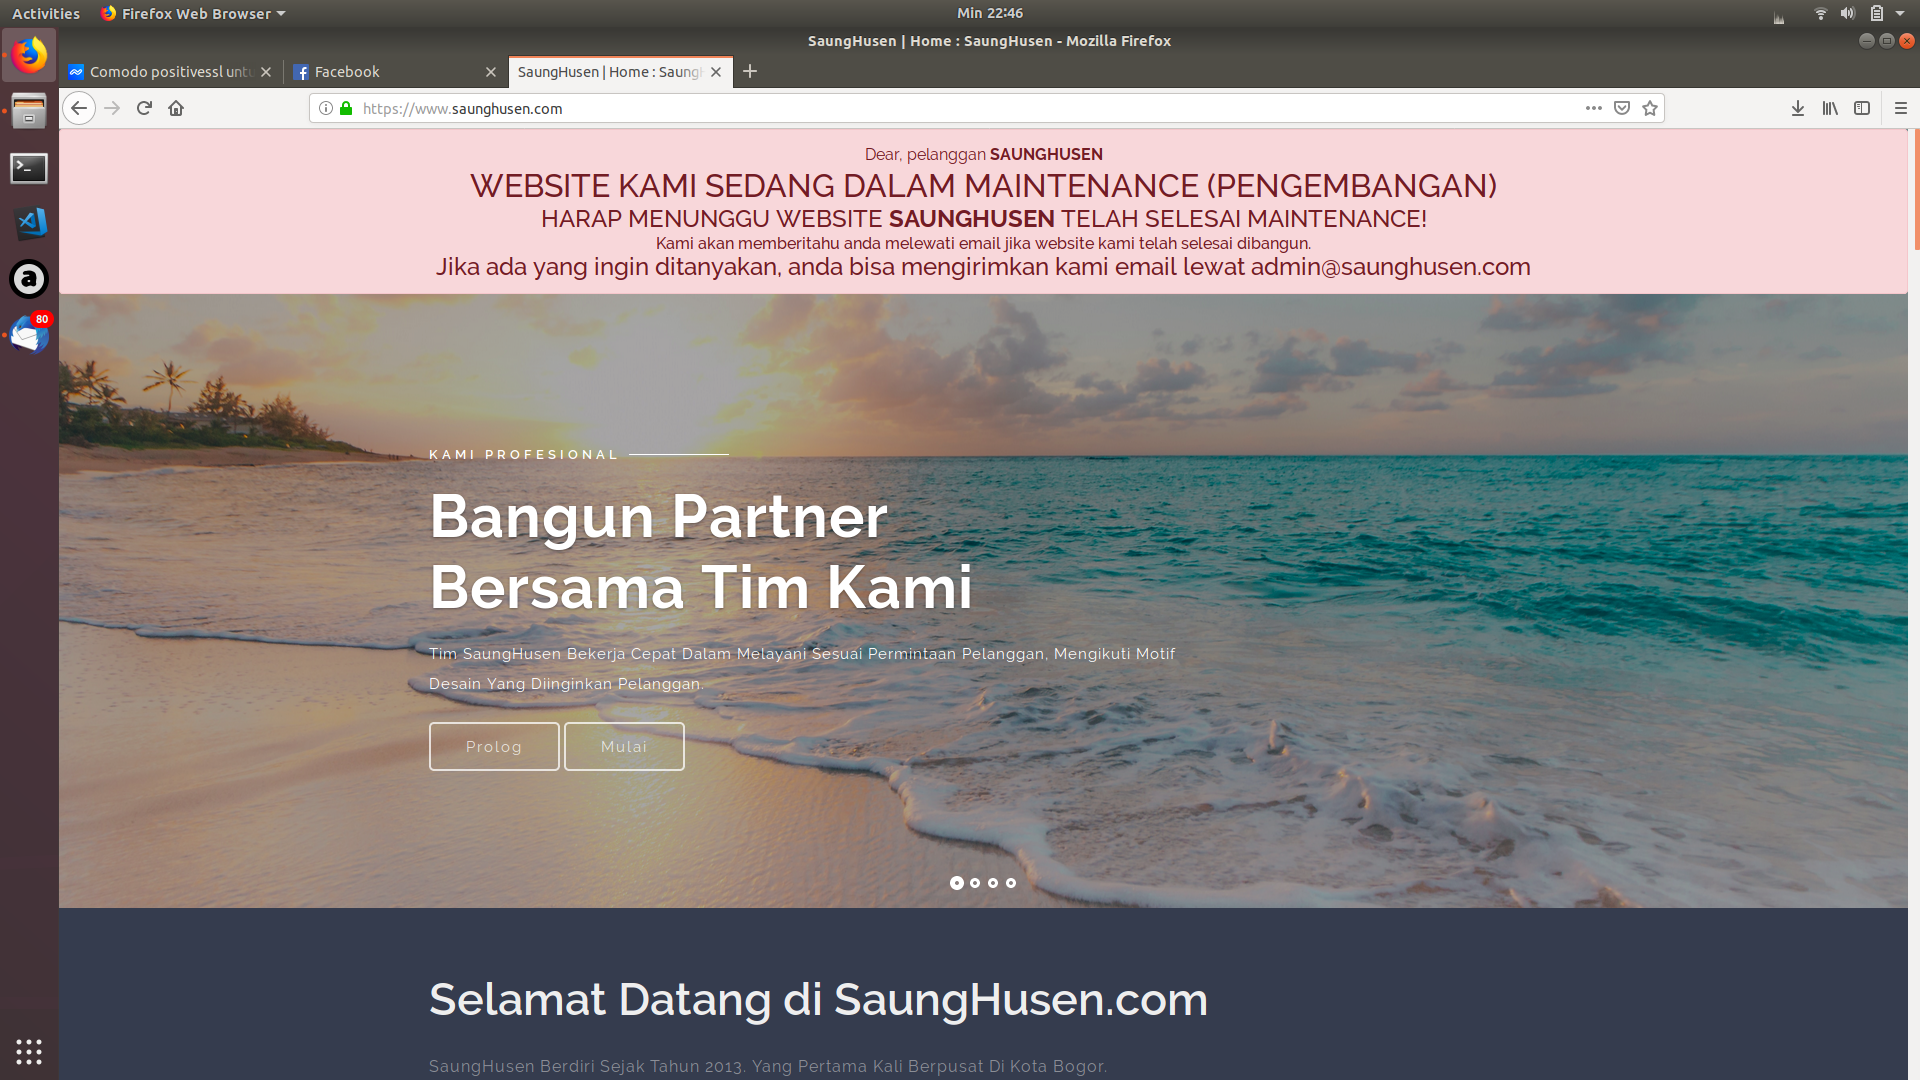 Activities
Firefox Web Browser
Min 22:46
SaungHusen | Home : SaungHusen - Mozilla Firefox
Comodo positivessl untu
Facebook
SaungHusen | Home : Saung
https://www.saunghusen.com
80
Dear, pelanggan SAUNGHUSEN
WEBSITE KAMI SEDANG DALAM MAINTENANCE (PENGEMBANGAN)
HARAP MENUNGGU WEBSITE SAUNGHUSEN TELAH SELESAI MAINTENANCE!
Kami akan memberitahu anda melewati email jika website kami telah selesai dibangun.
Jika ada yang ingin ditanyakan, anda bisa mengirimkan kami email lewat admin@saunghusen.com
KAMI PROFESIONAL
Bangun Partner
Bersama Tim Kami
Tim SaungHusen Bekerja Cepat Dalam Melayani Sesuai Permintaan Pelanggan, Mengikuti Motif
Desain Yang Diinginkan Pelanggan.
Prolog
Mulai
Selamat Datang di SaungHusen.com
SaungHusen Berdiri Sejak Tahun 2013. Yang Pertama Kali Berpusat Di Kota Bogor.